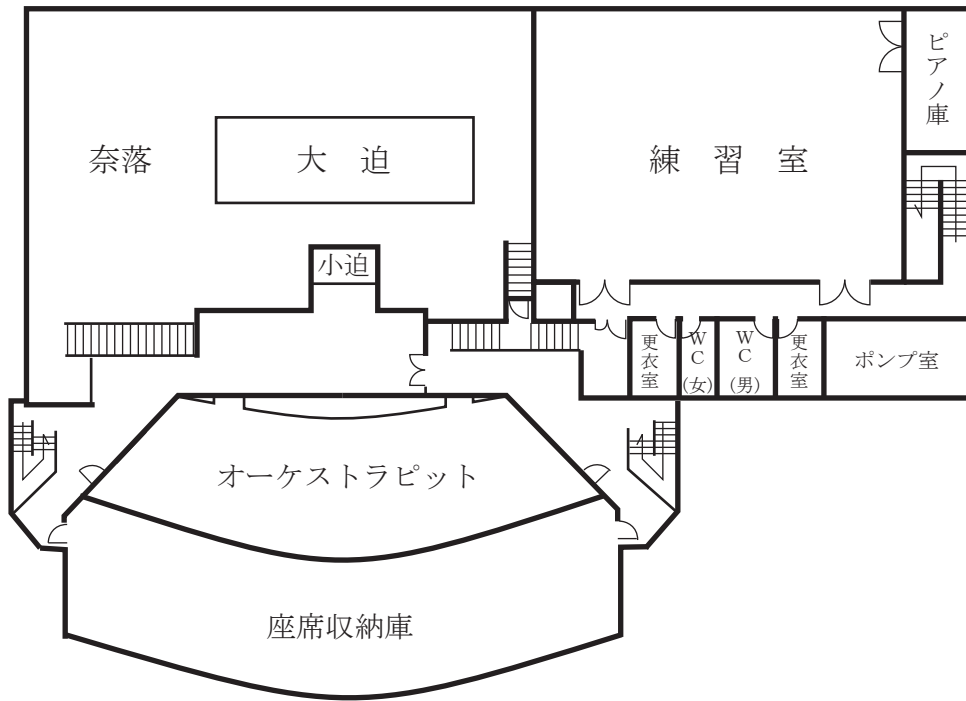 ピアノ庫
奈落
大迫
練習室
小迫
更衣室
WC(女)
WC(男)
更衣室
ポンプ室
オーケストラピット
座席収納庫